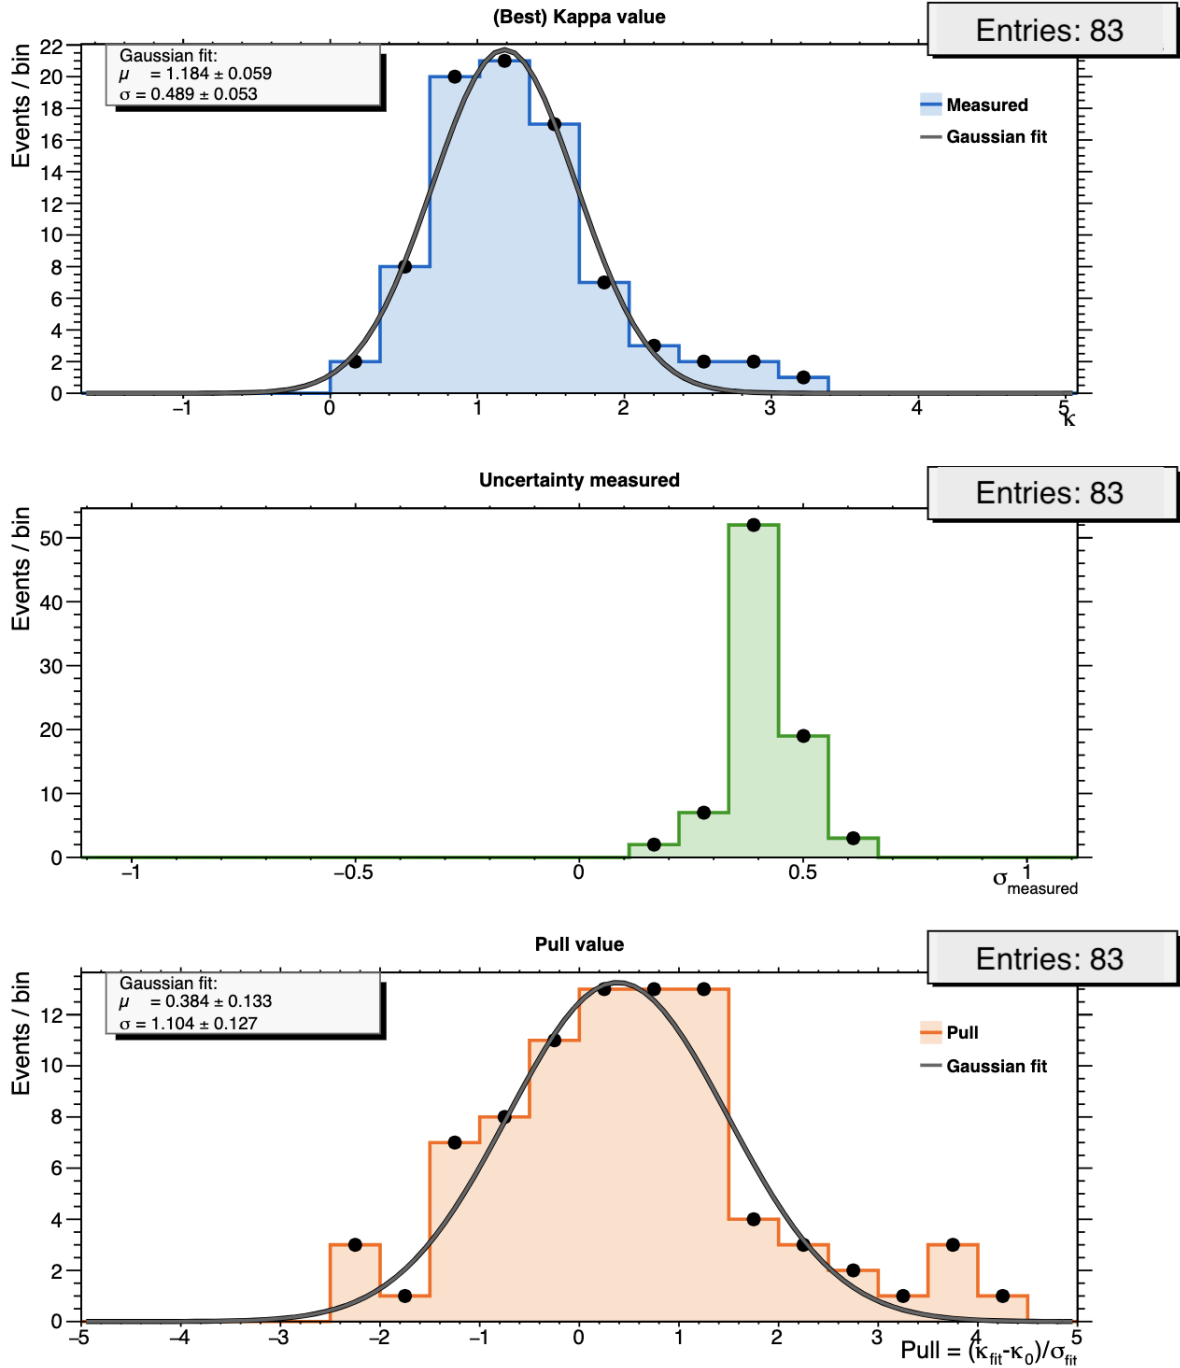 (Best) Kappa value
Entries: 83
Gaussian fit:
μ = 1.184 ± 0.059
σ = 0.489 ± 0.053
Measured
Gaussian fit
Events / bin
22
20
18
16
14
12
10
8
6
4
2
0
−1 0 1 2 3 4 5
κ
Uncertainty measured
Entries: 83
Events / bin
50
40
30
20
10
0
−1 −0.5 0 0.5 1
σmeasured
Pull value
Entries: 83
Gaussian fit:
μ = 0.384 ± 0.133
σ = 1.104 ± 0.127
Pull
Gaussian fit
Events / bin
12
10
8
6
4
2
0
−5 −4 −3 −2 −1 0 1 2 3 4 5
Pull = (κfit-κ0)/σfit